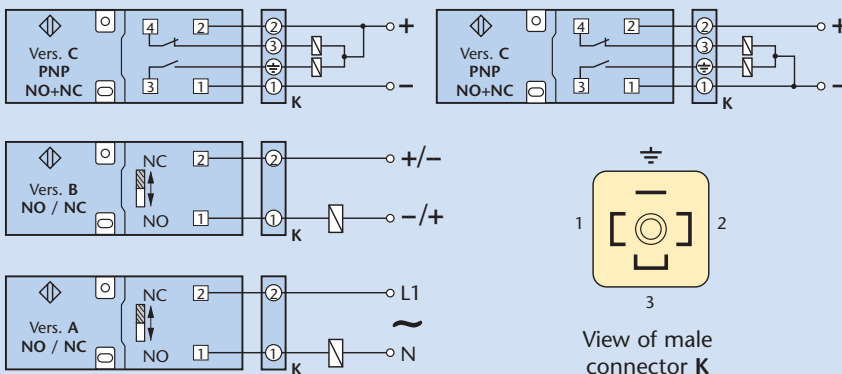 4 2 2 +
Vers. C 3
PNP
NO+NC 3 1 1 −
K
4 2 2 +
Vers. C 3
PNP
NO+NC 3 1 1 −
K
NC 2 2 +/−
Vers. B
NO / NC
NO 1 1 −/+
K
NC 2 2 L1
Vers. A ~
NO / NC
NO 1 1 N
K
1 2
3
View of male
connector K